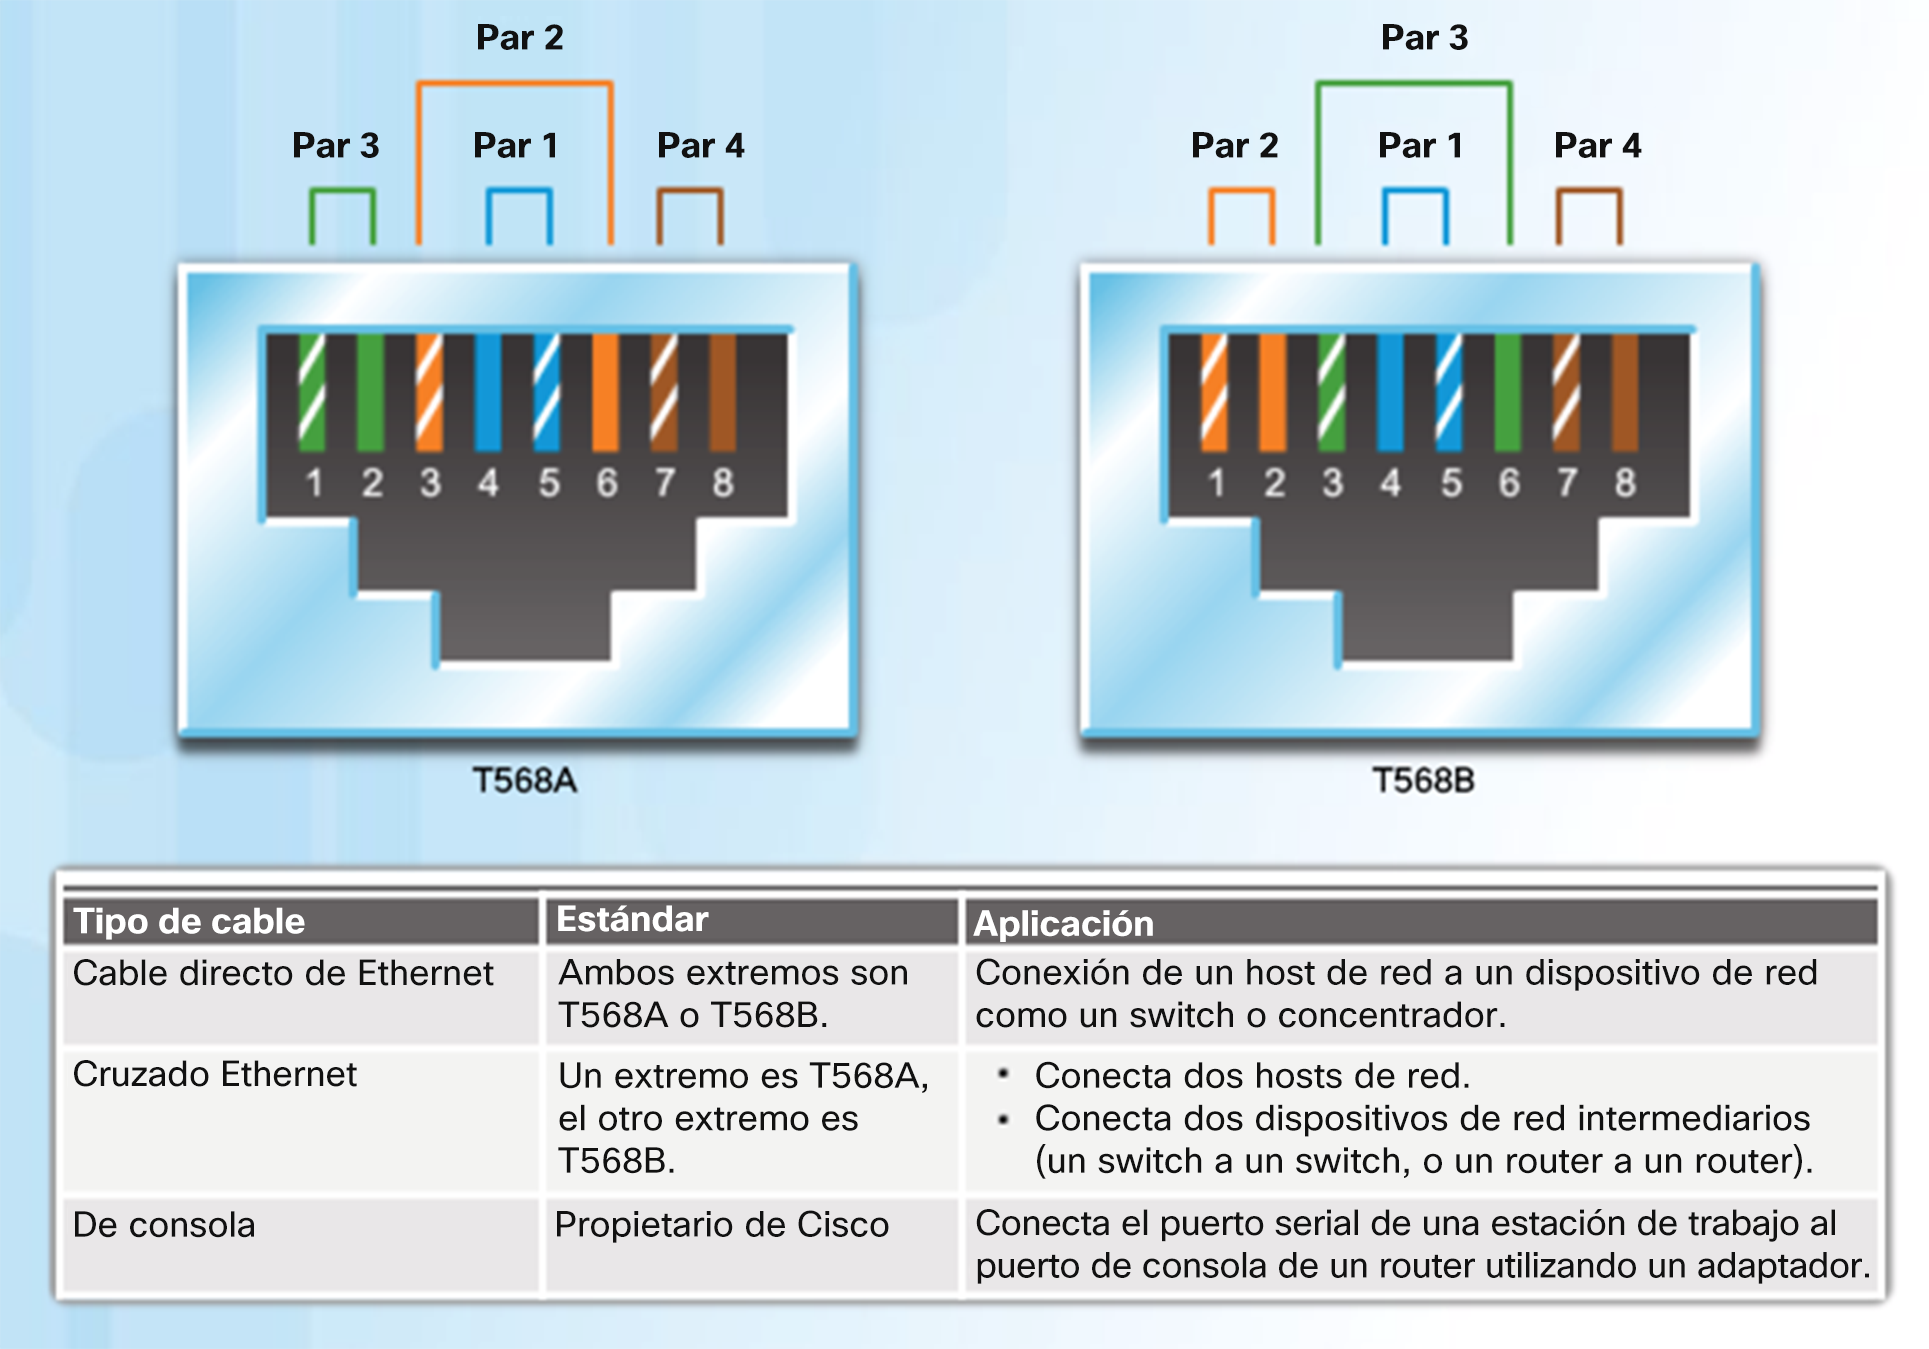 Par 2
Par 3
Par 3
Par 1
Par 4
Par 2
Par 1
Par 4
1 2 3 4 5 6 7 8
1 2 3 4 5 6 7 8
T568A
T568B
Tipo de cable
Estándar
Aplicación
Cable directo de Ethernet
Ambos extremos son
T568A o T568B.
Conexión de un host de red a un dispositivo de red
como un switch o concentrador.
Cruzado Ethernet
Un extremo es T568A,
el otro extremo es
T568B.
• Conecta dos hosts de red.
• Conecta dos dispositivos de red intermediarios
(un switch a un switch, o un router a un router).
De consola
Propietario de Cisco
Conecta el puerto serial de una estación de trabajo al
puerto de consola de un router utilizando un adaptador.